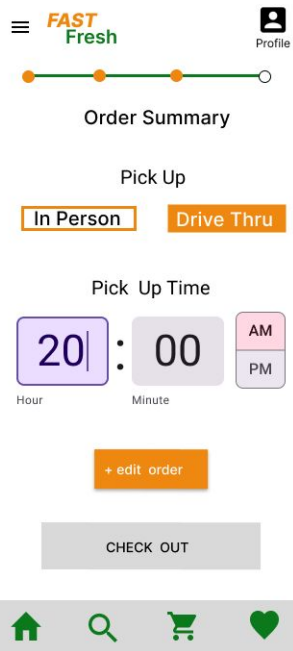 FAST
Fresh
Profile
Order Summary
Pick Up
In Person
Drive Thru
Pick Up Time
20 : 00
AM
PM
Hour
Minute
+ edit order
CHECK OUT